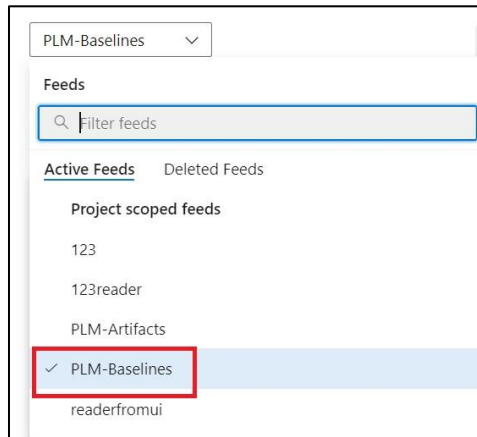 PLM-Baselines
Feeds
Filter feeds
Active Feeds Deleted Feeds
Project scoped feeds
123
123reader
PLM-Artifacts
PLM-Baselines
readerfromui